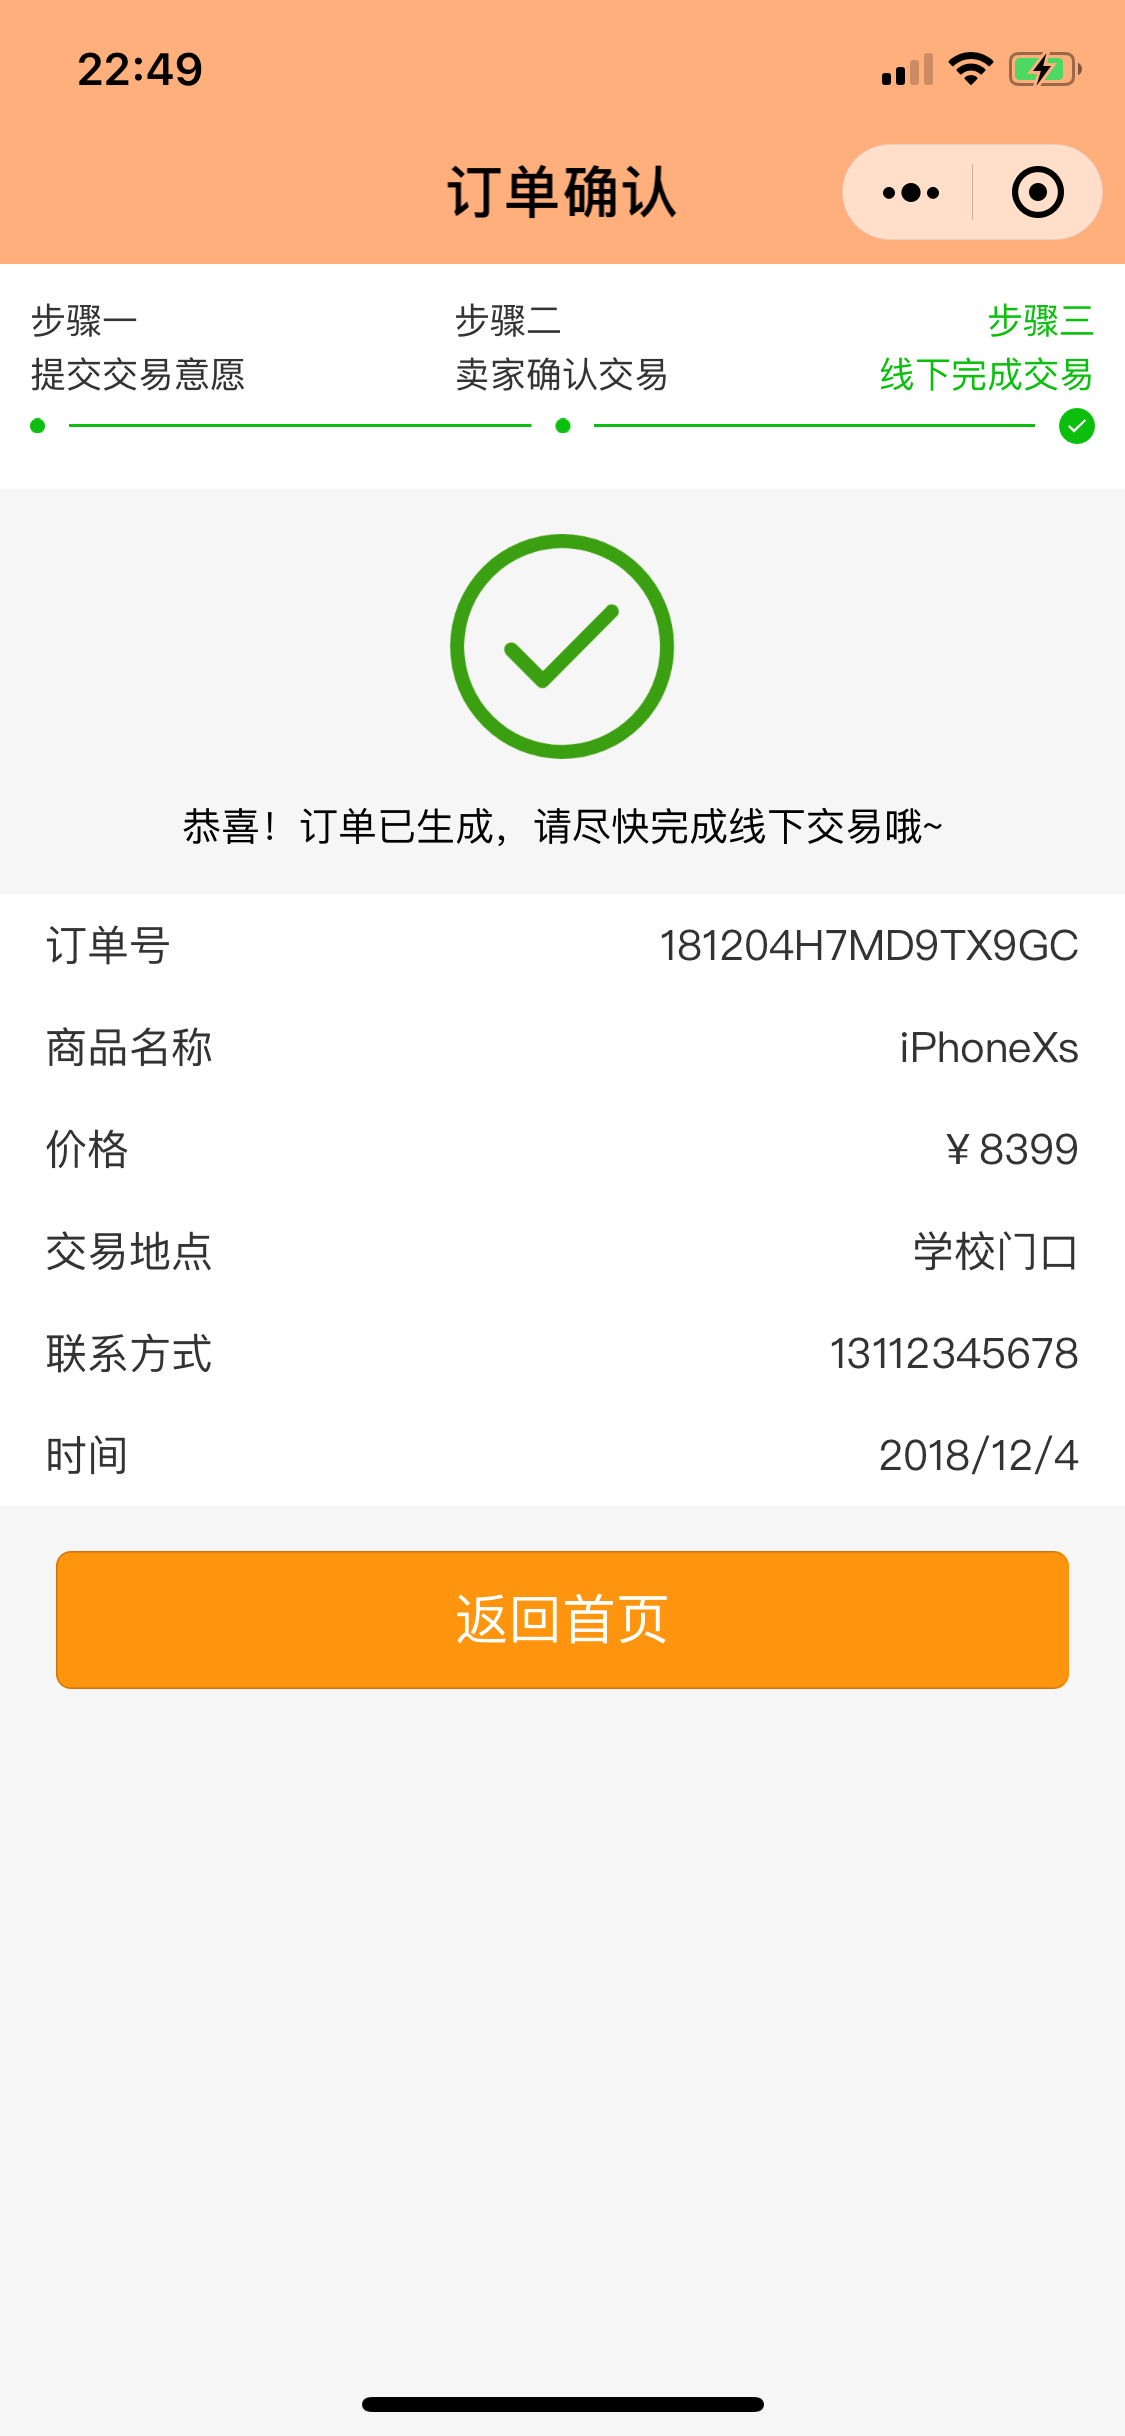 22:49
订单确认
步骤一 步骤二 步骤三
提交交易意愿 卖家确认交易 线下完成交易
恭喜！订单已生成，请尽快完成线下交易哦~
订单号 181204H7MD9TX9GC
商品名称 iPhoneXs
价格 ¥ 8399
交易地点 学校门口
联系方式 13112345678
时间 2018/12/4
返回首页